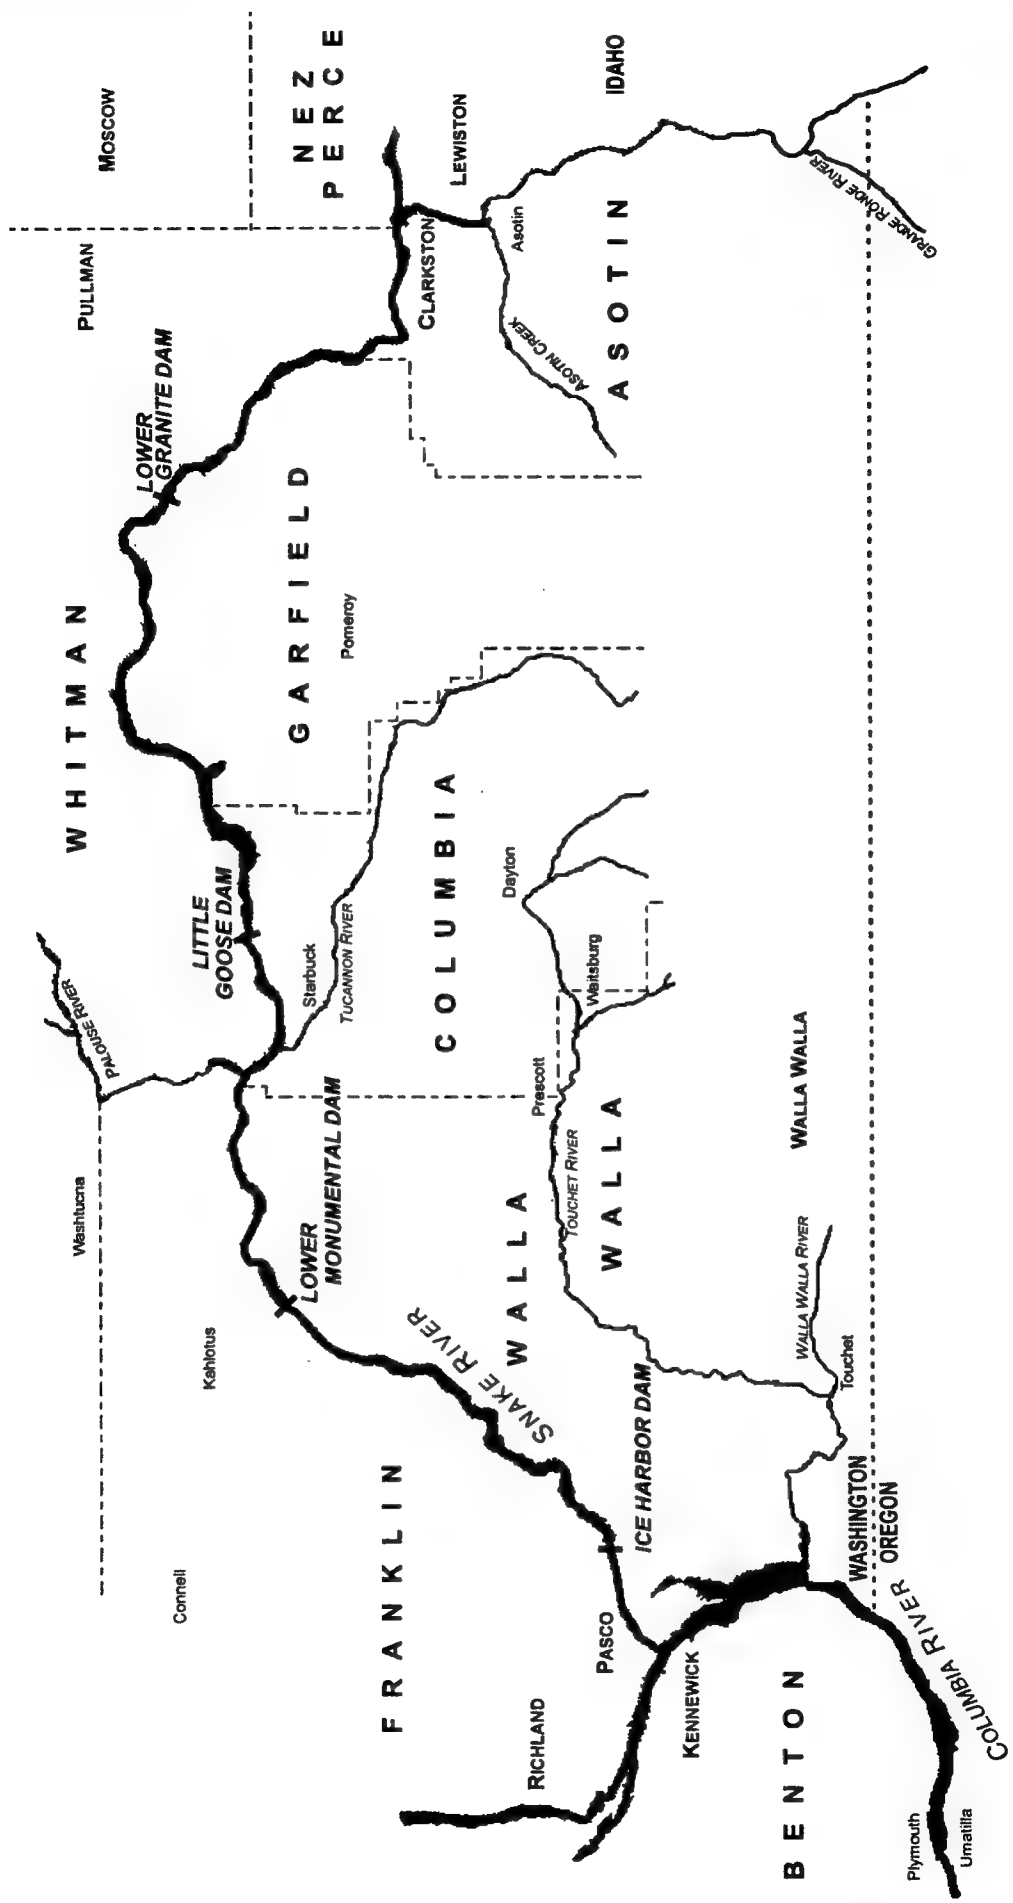 WHITMAN
PULLMAN
MOSCOW
PALOUSE RIVER
Washtucna
LOWER
GRANITE DAM
LITTLE
GOOSE DAM
Connell
Kahlotus
NEZ
PERCE
GARFIELD
Pomeroy
Starbuck
TUCANNON RIVER
LOWER
MONUMENTAL DAM
FRANKLIN
SNAKE RIVER
COLUMBIA
CLARKSTON
LEWISTON
Asotin
ASOTIN CREEK
ASOTIN
IDAHO
Dayton
Waitsburg
Prescott
TOUCHET RIVER
WALLA
WALLA
RICHLAND
PASCO
KENNEWICK
ICE HARBOR DAM
BENTON
WALLA WALLA
WALLA WALLA RIVER
Touchet
GRANDE RONDE RIVER
WASHINGTON
OREGON
COLUMBIA RIVER
Plymouth
Umatilla